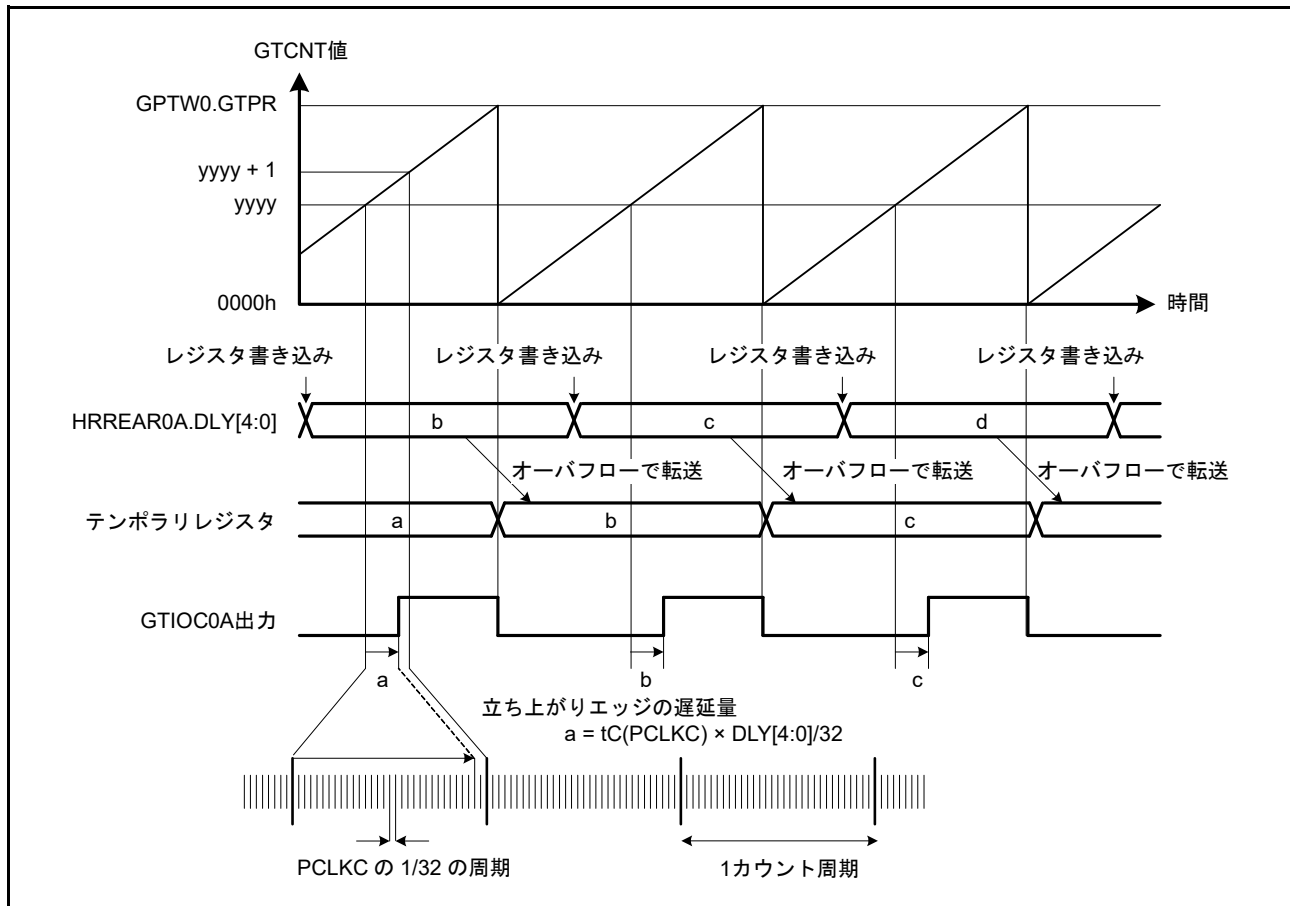 GTCNT値
GPTW0.GTPR
yyyy + 1
yyyy
0000h
時間
レジスタ書き込み レジスタ書き込み レジスタ書き込み レジスタ書き込み
HRREAR0A.DLY[4:0] b c d
オーバフローで転送 オーバフローで転送 オーバフローで転送
テンポラリレジスタ a b c
GTIOC0A出力
a b c
立ち上がりエッジの遅延量
a = tC(PCLKC) × DLY[4:0]/32
PCLKC の 1/32 の周期 1カウント周期